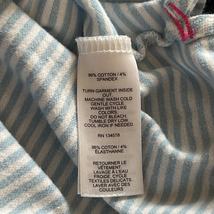 96% COTTON / 4%
SPANDEX
TURN GARMENT INSIDE
OUT
MACHINE WASH COLD
GENTLE CYCLE
WASH WITH LIKE
COLORS
DO NOT BLEACH
TUMBLE DRY LOW
COOL IRON IF NEEDED
RN 134578
96% COTON / 4%
ÉLASTHANNE
RETOURNER LE
VÊTEMENT
LAVAGE À L'EAU
FRAÎCHE CYCLE
TEXTILES DÉLICATS
LAVER AVEC DES
COULEURS